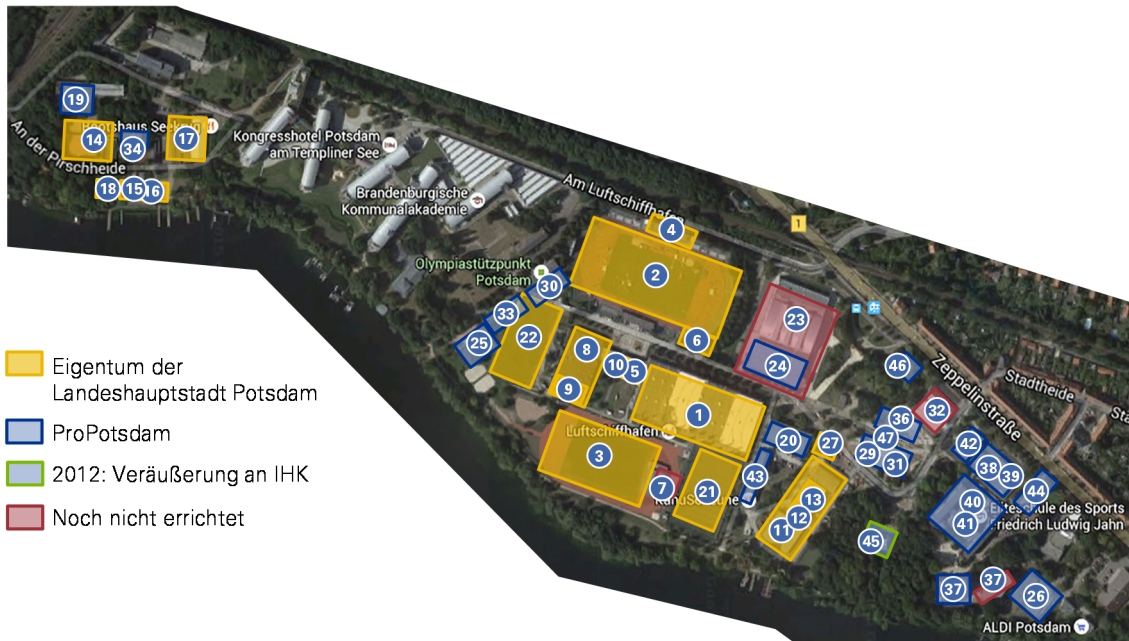 19
14
34
Bootshaus Seekrug
17
An der Pirschheide
18
15
16
Kongresshotel Potsdam
am Templiner See
Brandenburgische
Kommunalakademie
Am Luftschiffhafen
4
1
2
Olympiastützpunkt
Potsdam
30
33
25
22
8
9
10
5
6
23
24
46
Zeppelinstraße
Stadtheide
32
36
47
29
31
1
Luftschiffhafen
3
7
21
43
20
27
13
12
11
45
42
38
39
44
40
41
Eliteschule des Sports
Friedrich Ludwig Jahn
37
37
26
ALDI Potsdam
Eigentum der
Landeshauptstadt Potsdam
ProPotsdam
2012: Veräußerung an IHK
Noch nicht errichtet